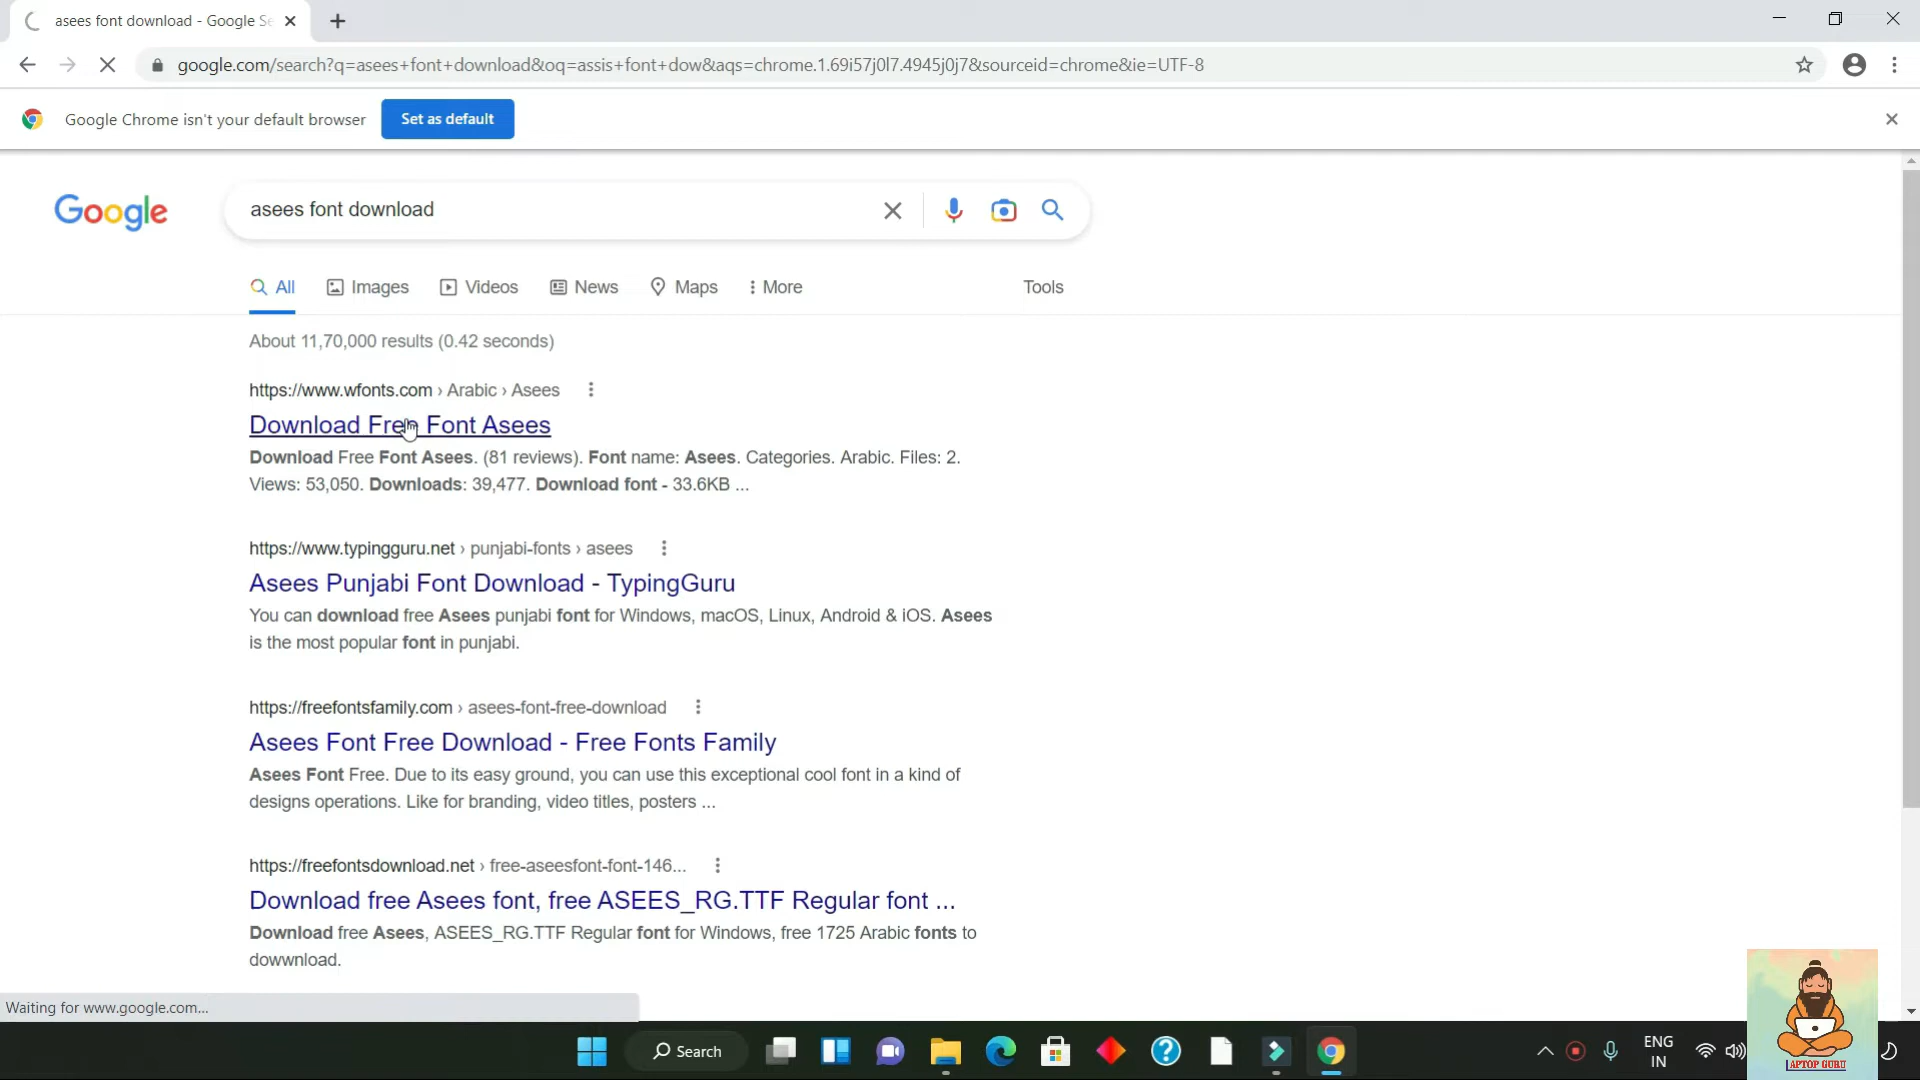 asees font download - Google Se
google.com/search?q=asees+font+download&oq=assis+font+dow&aqs=chrome.1.69i57j0l7.4945j0j7&sourceid=chrome&ie=UTF-8
Google Chrome isn't your default browser
Set as default
Google
asees font download
All
Images
Videos
News
Maps
More
Tools
About 11,70,000 results (0.42 seconds)
https://www.wfonts.com › Arabic › Asees
Download Free Font Asees
Download Free Font Asees. (81 reviews). Font name: Asees. Categories. Arabic. Files: 2.
Views: 53,050. Downloads: 39,477. Download font - 33.6KB ...
https://www.typingguru.net › punjabi-fonts › asees
Asees Punjabi Font Download - TypingGuru
You can download free Asees punjabi font for Windows, macOS, Linux, Android & iOS. Asees
is the most popular font in punjabi.
https://freefontsfamily.com › asees-font-free-download
Asees Font Free Download - Free Fonts Family
Asees Font Free. Due to its easy ground, you can use this exceptional cool font in a kind of
designs operations. Like for branding, video titles, posters ...
https://freefontsdownload.net › free-aseesfont-font-146...
Download free Asees font, free ASEES_RG.TTF Regular font ...
Download free Asees, ASEES_RG.TTF Regular font for Windows, free 1725 Arabic fonts to
dowwnload.
Waiting for www.google.com...
Search
ENG
IN
LAPTOP GURU